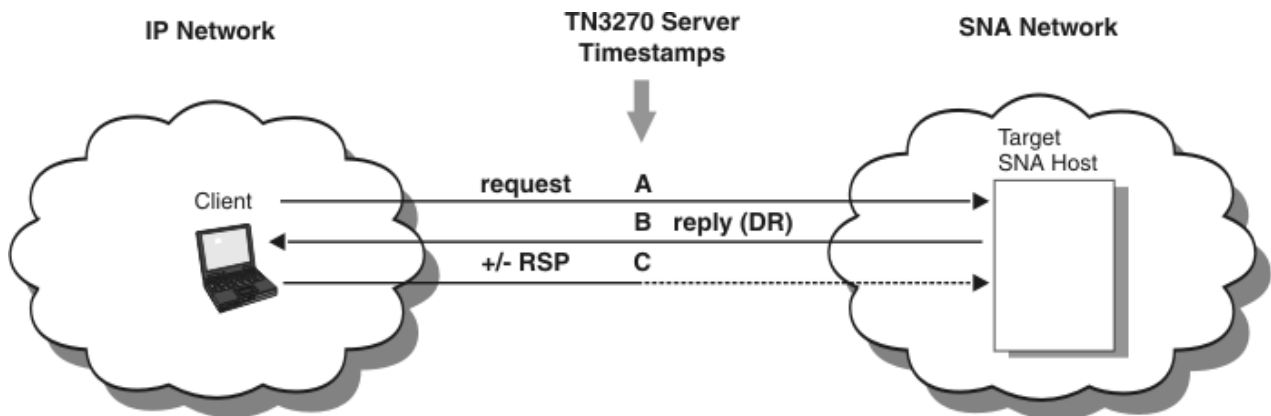 IP Network
TN3270 Server
Timestamps
SNA Network
Target
SNA Host
Client
request A
B reply (DR)
+/- RSP C